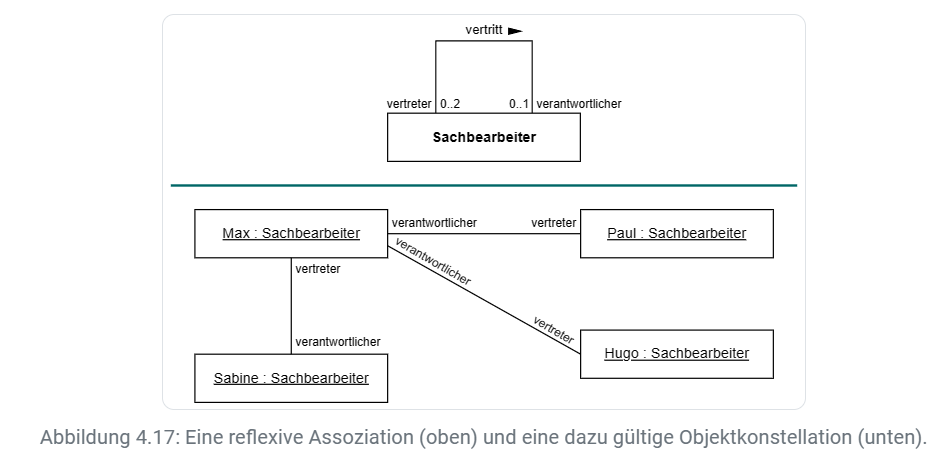 vertritt
vertreter 0..2 0..1 verantwortlicher
Sachbearbeiter
Max : Sachbearbeiter
verantwortlicher vertreter
Paul : Sachbearbeiter
verantwortlicher
vertreter
vertreter
verantwortlicher
Hugo : Sachbearbeiter
Sabine : Sachbearbeiter
Abbildung 4.17: Eine reflexive Assoziation (oben) und eine dazu gültige Objektkonstellation (unten).